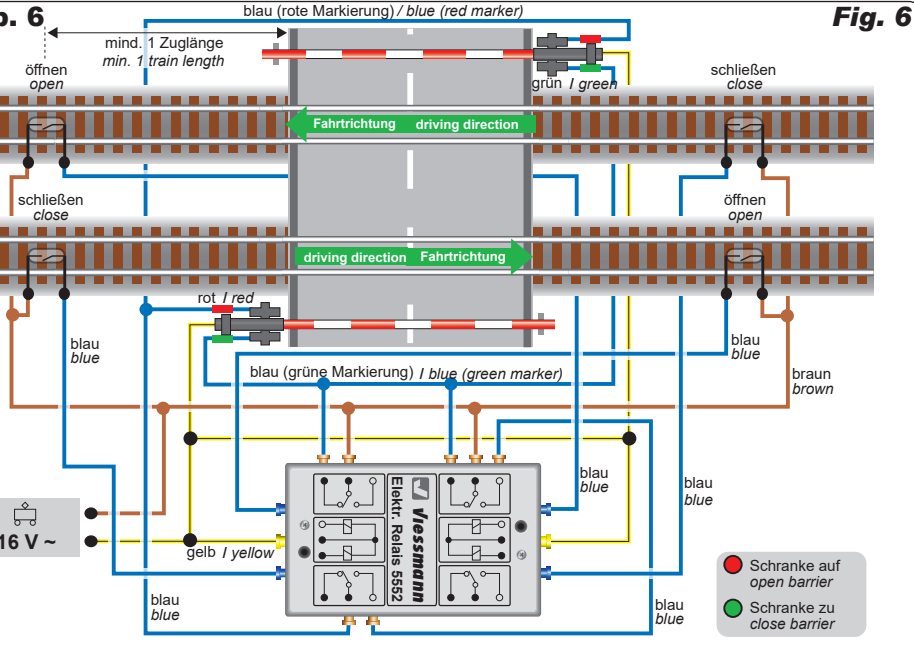 b. 6
Fig. 6
blau (rote Markierung) / blue (red marker)
mind. 1 Zuglänge
min. 1 train length
öffnen
open
grün / green
schließen
close
Fahrtrichtung driving direction
schließen
close
öffnen
open
driving direction Fahrtrichtung
rot / red
blau
blue
blau
blue
blau (grüne Markierung) / blue (green marker)
braun
brown
blau
blue
blau
blue
16 V ~
gelb / yellow
Elektr. Relais 5552
Viessmann
blau
blue
blau
blue
Schranke auf
open barrier
Schranke zu
close barrier